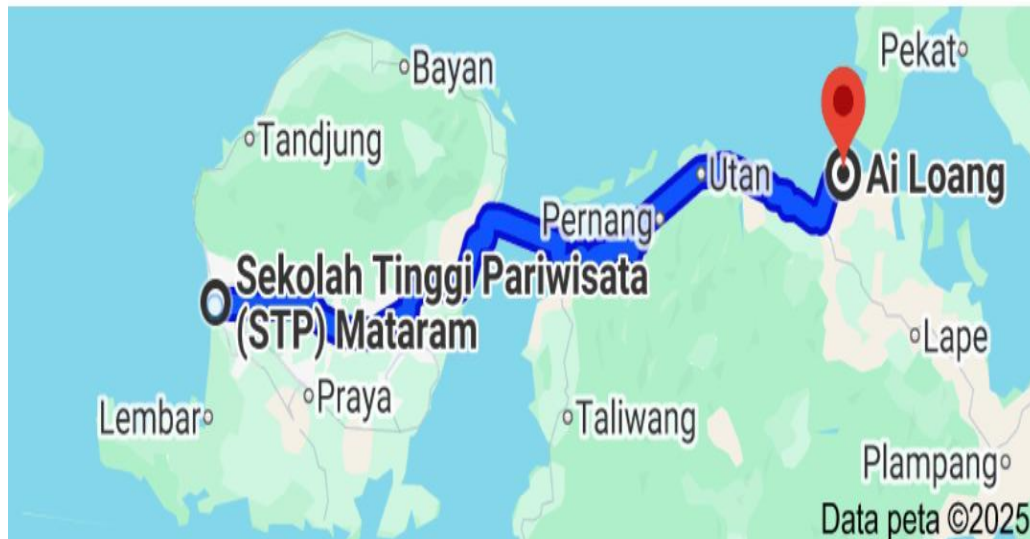 Pekat
Bayan
Tandjung
Utan
Ai Loang
Pernang
Sekolah Tinggi Pariwisata
(STP) Mataram
Lape
Praya
Lembar
Taliwang
Plampang
Data peta ©2025